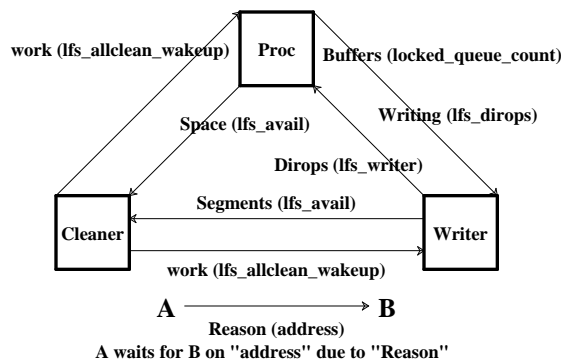 work (lfs_allclean_wakeup)
Proc
Buffers (locked_queue_count)
Writing (lfs_dirops)
Space (lfs_avail)
Dirops (lfs_writer)
Segments (lfs_avail)
Cleaner
Writer
work (lfs_allclean_wakeup)
A B
Reason (address)
A waits for B on "address" due to "Reason"